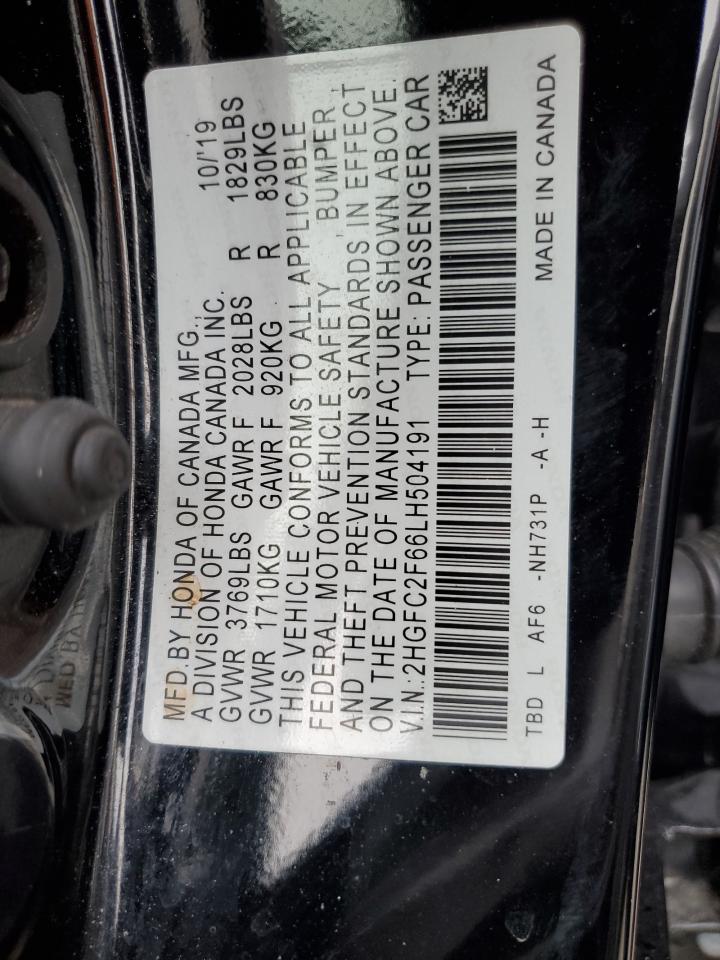 MFD.BY HONDA OF CANADA MFG., 10/'19
A DIVISION OF HONDA CANADA INC.
GVWR 3769LBS GAWR F 2028LBS R 1829LBS
GVWR 1710KG GAWR F 920KG R 830KG
THIS VEHICLE CONFORMS TO ALL APPLICABLE
FEDERAL MOTOR VEHICLE SAFETY, BUMPER,
AND THEFT PREVENTION STANDARDS IN EFFECT
ON THE DATE OF MANUFACTURE SHOWN ABOVE.
V.I.N.:2HGFC2F66LH504191 TYPE: PASSENGER CAR
TBD L AF6 -NH731P -A -H MADE IN CANADA